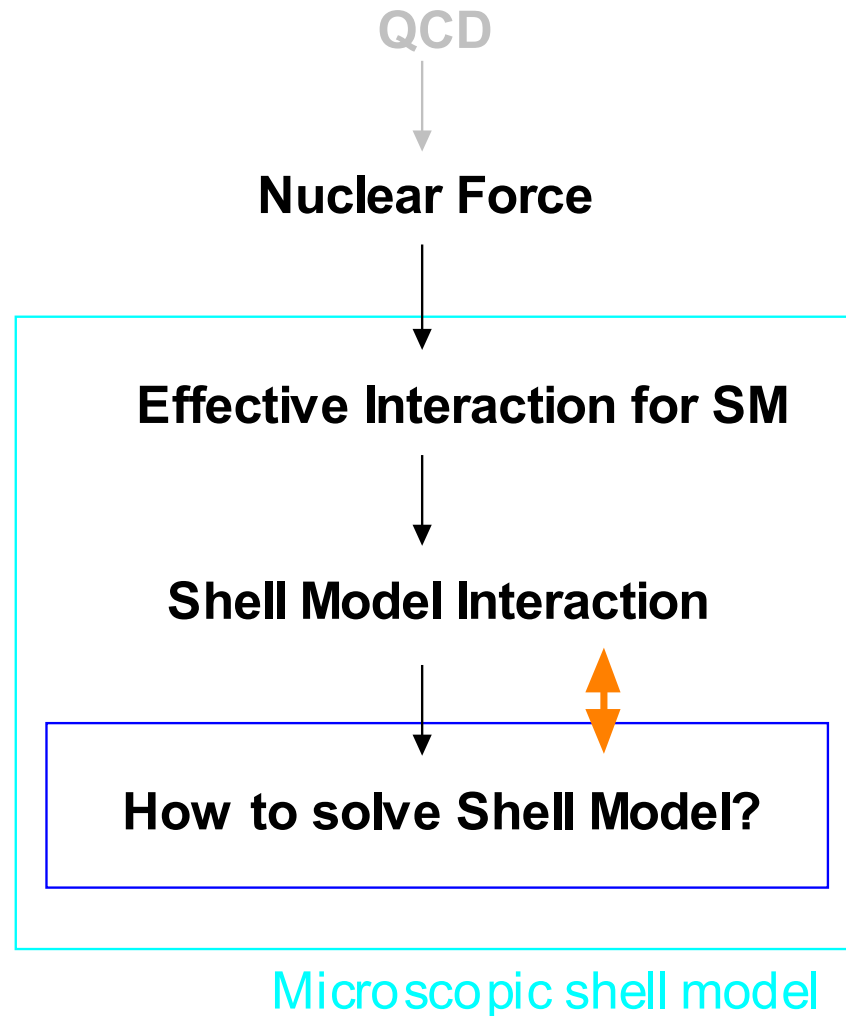 QCD
Nuclear Force
Effective Interaction for SM
Shell Model Interaction
How to solve Shell Model?
Microscopic shell model